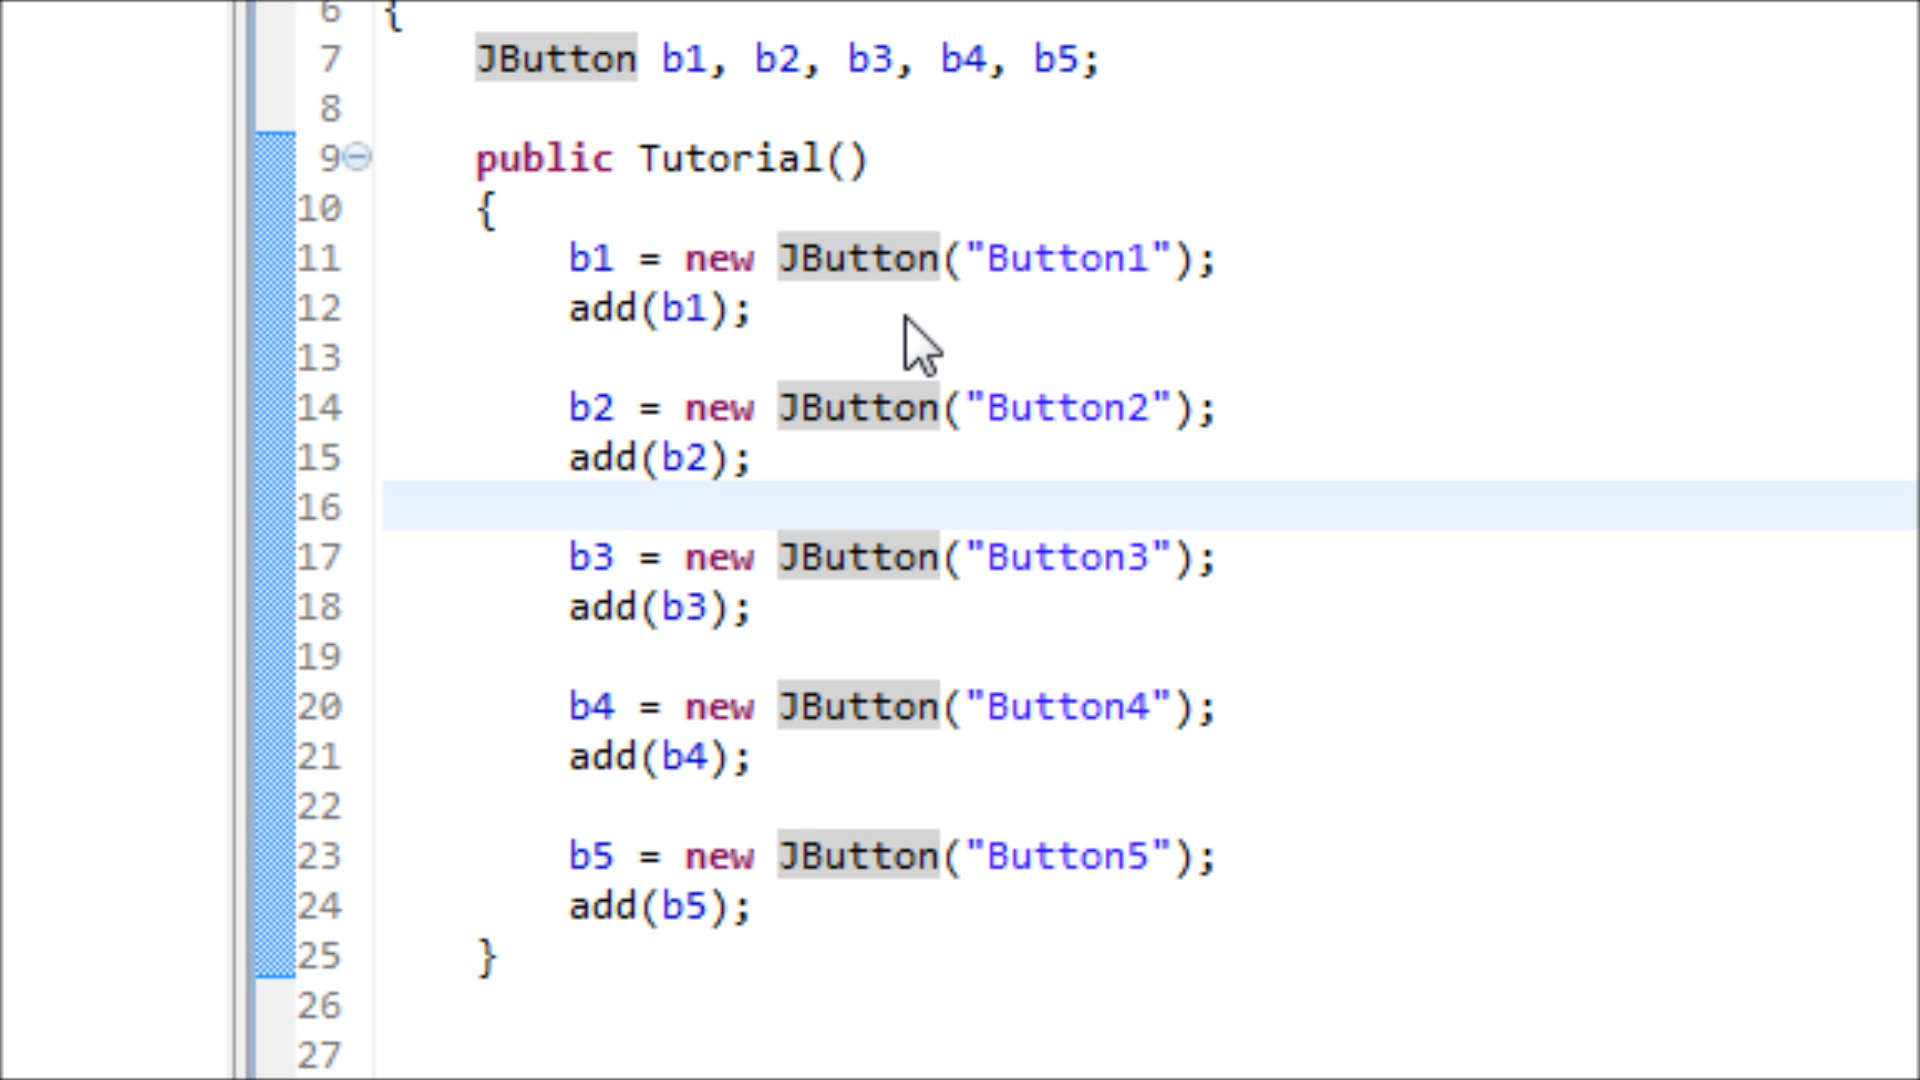 6 {
7 JButton b1, b2, b3, b4, b5;
8
9 public Tutorial()
10 {
11 b1 = new JButton("Button1");
12 add(b1);
13
14 b2 = new JButton("Button2");
15 add(b2);
16
17 b3 = new JButton("Button3");
18 add(b3);
19
20 b4 = new JButton("Button4");
21 add(b4);
22
23 b5 = new JButton("Button5");
24 add(b5);
25 }
26
27